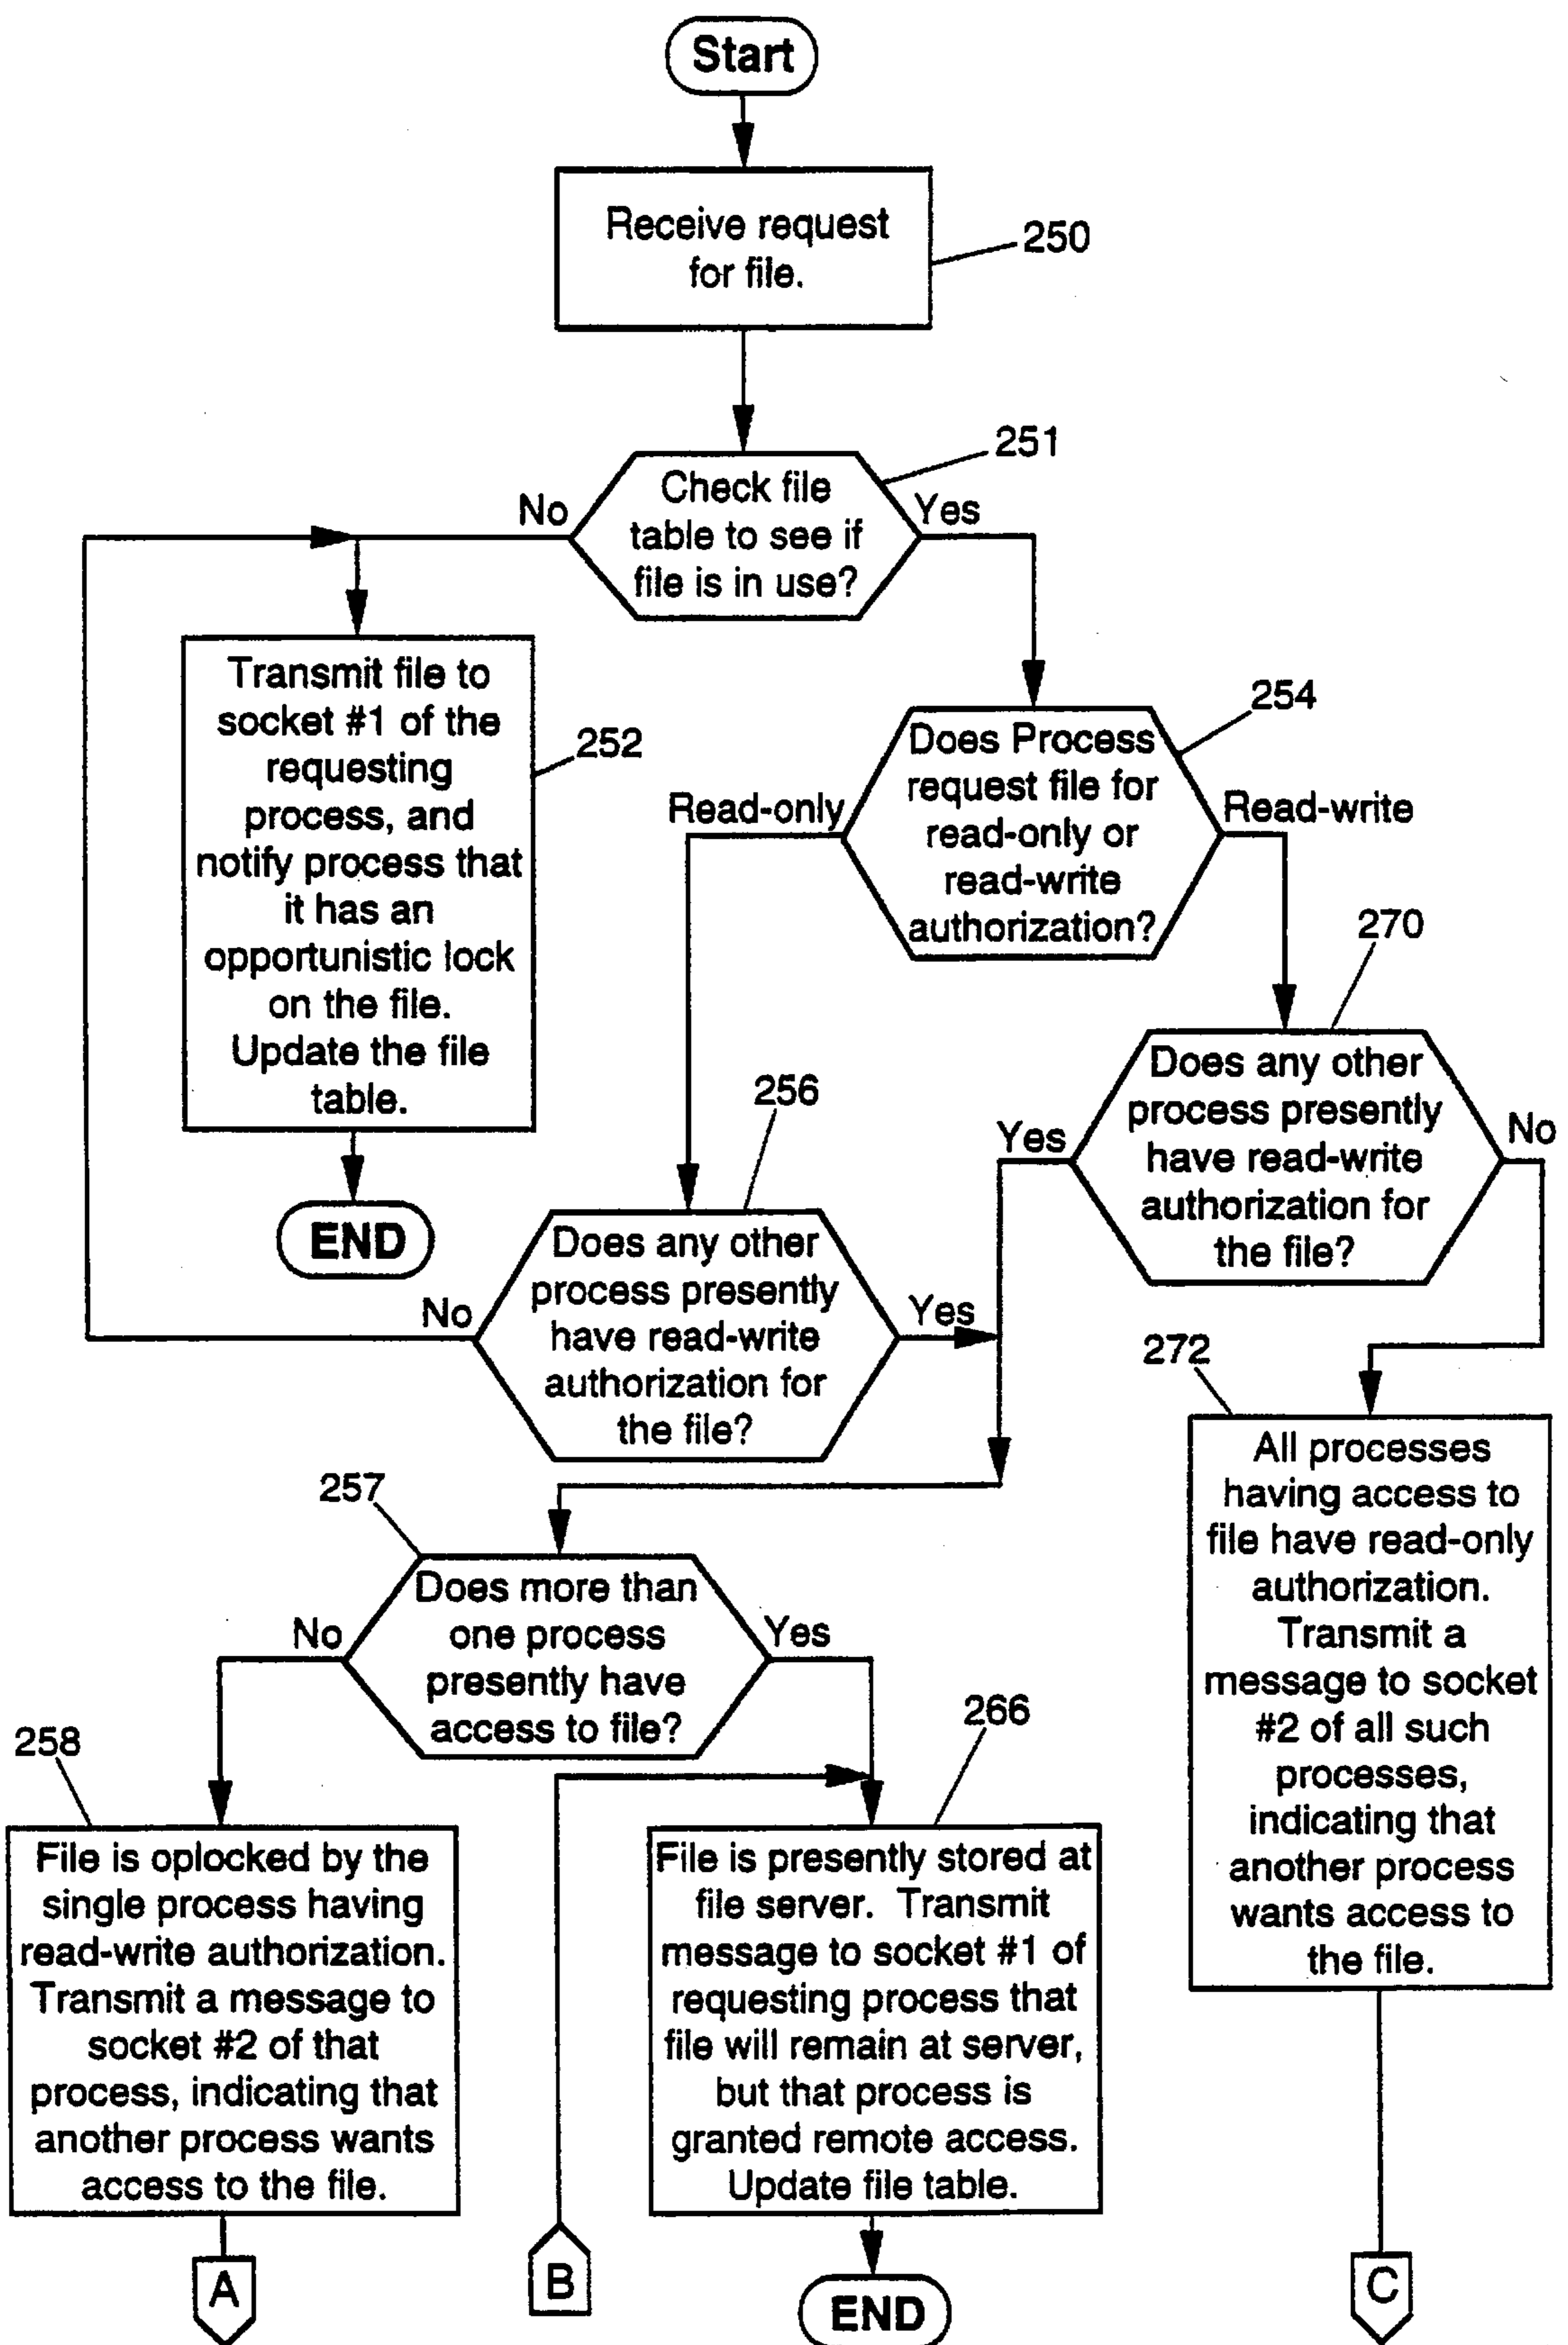 Start
Receive request
for file.
250
251
Check file
table to see if
file is in use?
No
Yes
Transmit file to
socket #1 of the
requesting
process, and
notify process that
it has an
opportunistic lock
on the file.
Update the file
table.
252
END
254
Does Process
request file for
read-only or
read-write
authorization?
Read-only
Read-write
270
Does any other
process presently
have read-write
authorization for
the file?
Yes
No
256
Does any other
process presently
have read-write
authorization for
the file?
No
Yes
272
All processes
having access to
file have read-only
authorization.
Transmit a
message to socket
#2 of all such
processes,
indicating that
another process
wants access to
the file.
257
Does more than
one process
presently have
access to file?
No
Yes
258
File is oplocked by the
single process having
read-write authorization.
Transmit a message to
socket #2 of that
process, indicating that
another process wants
access to the file.
266
File is presently stored at
file server. Transmit
message to socket #1 of
requesting process that
file will remain at server,
but that process is
granted remote access.
Update file table.
A
B
END
C